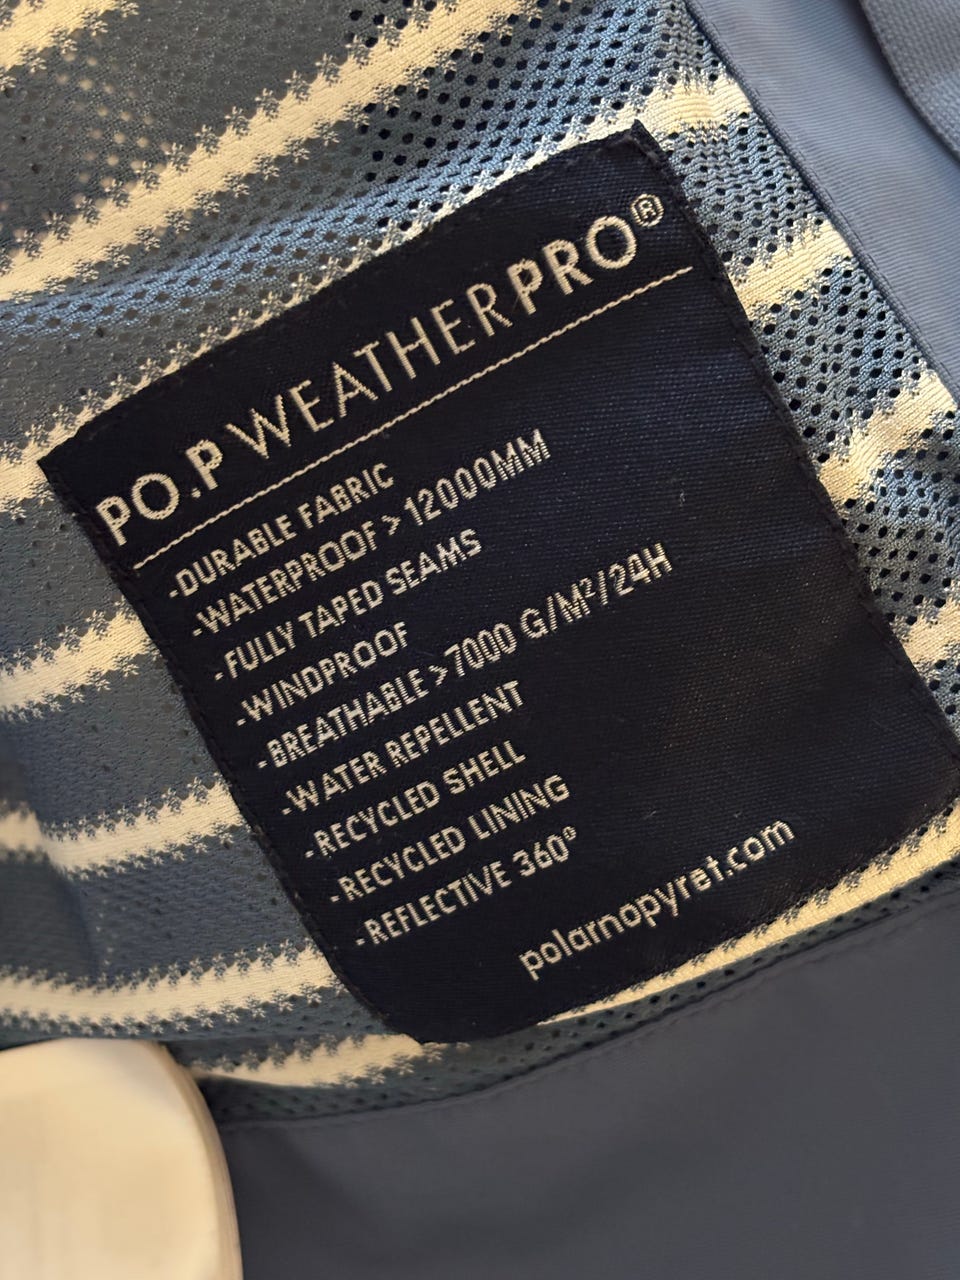 PO.P WEATHERPRO®
-DURABLE FABRIC
-WATERPROOF > 12000MM
-FULLY TAPED SEAMS
-WINDPROOF
-BREATHABLE > 7000 G/M²/24H
-WATER REPELLENT
-RECYCLED SHELL
-RECYCLED LINING
-REFLECTIVE 360°
polarnopyret.com